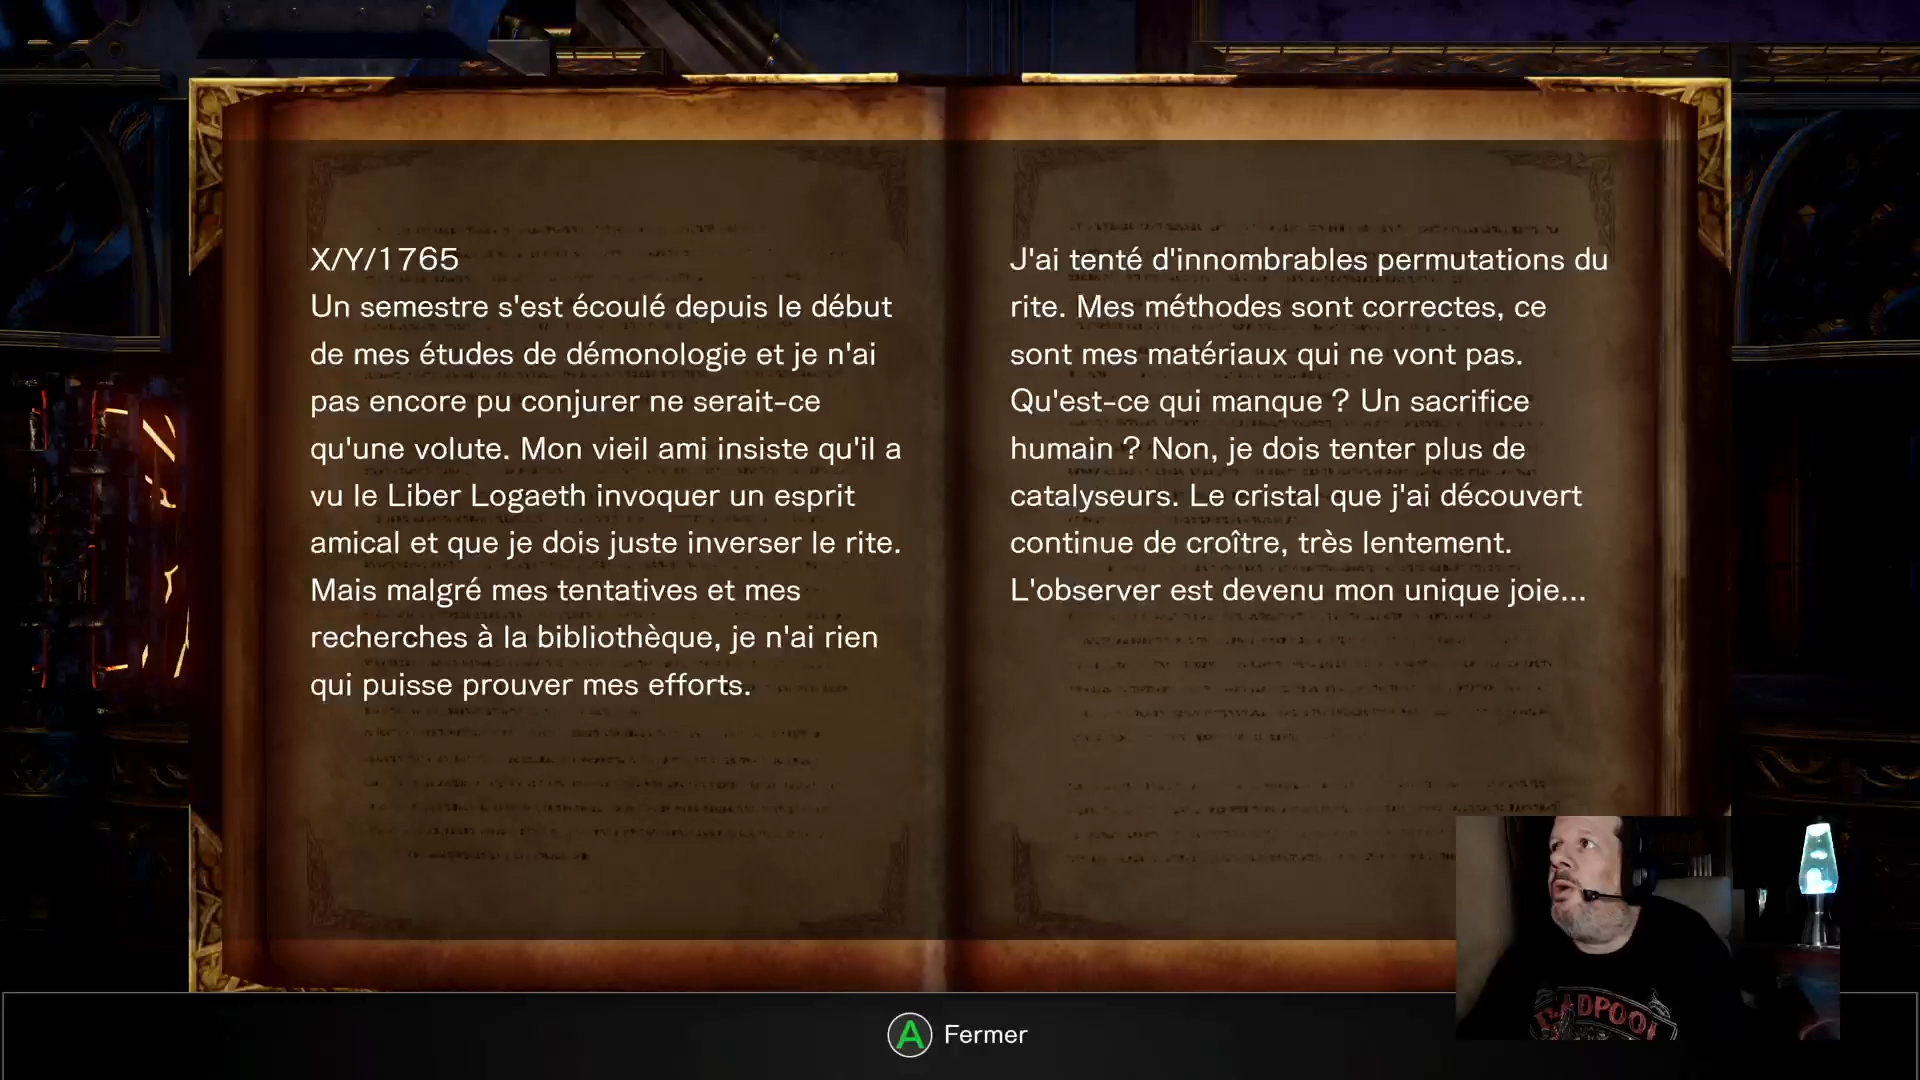 X/Y/1765
Un semestre s'est écoulé depuis le début
de mes études de démonologie et je n'ai
pas encore pu conjurer ne serait-ce
qu'une volute. Mon vieil ami insiste qu'il a
vu le Liber Logaeth invoquer un esprit
amical et que je dois juste inverser le rite.
Mais malgré mes tentatives et mes
recherches à la bibliothèque, je n'ai rien
qui puisse prouver mes efforts.
J'ai tenté d'innombrables permutations du
rite. Mes méthodes sont correctes, ce
sont mes matériaux qui ne vont pas.
Qu'est-ce qui manque ? Un sacrifice
humain ? Non, je dois tenter plus de
catalyseurs. Le cristal que j'ai découvert
continue de croître, très lentement.
L'observer est devenu mon unique joie...
A Fermer